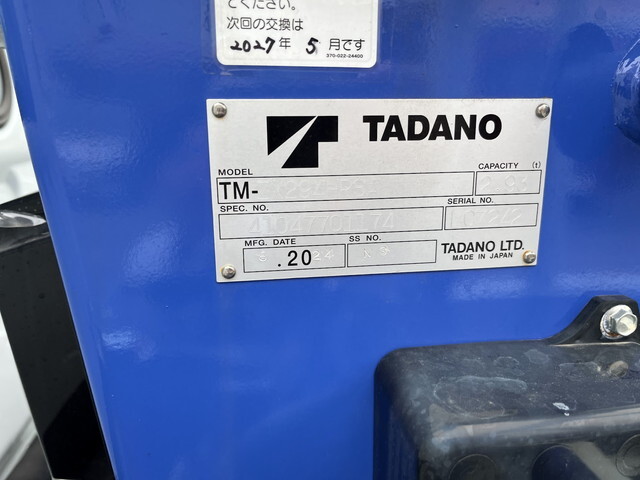 てください。
次回の交換は
2027年 5月です
370-022-24400
TADANO
MODEL
CAPACITY (t)
TM-
SPEC. NO.
SERIAL NO.
MFG. DATE
SS NO.
.20 24
TADANO LTD.
MADE IN JAPAN